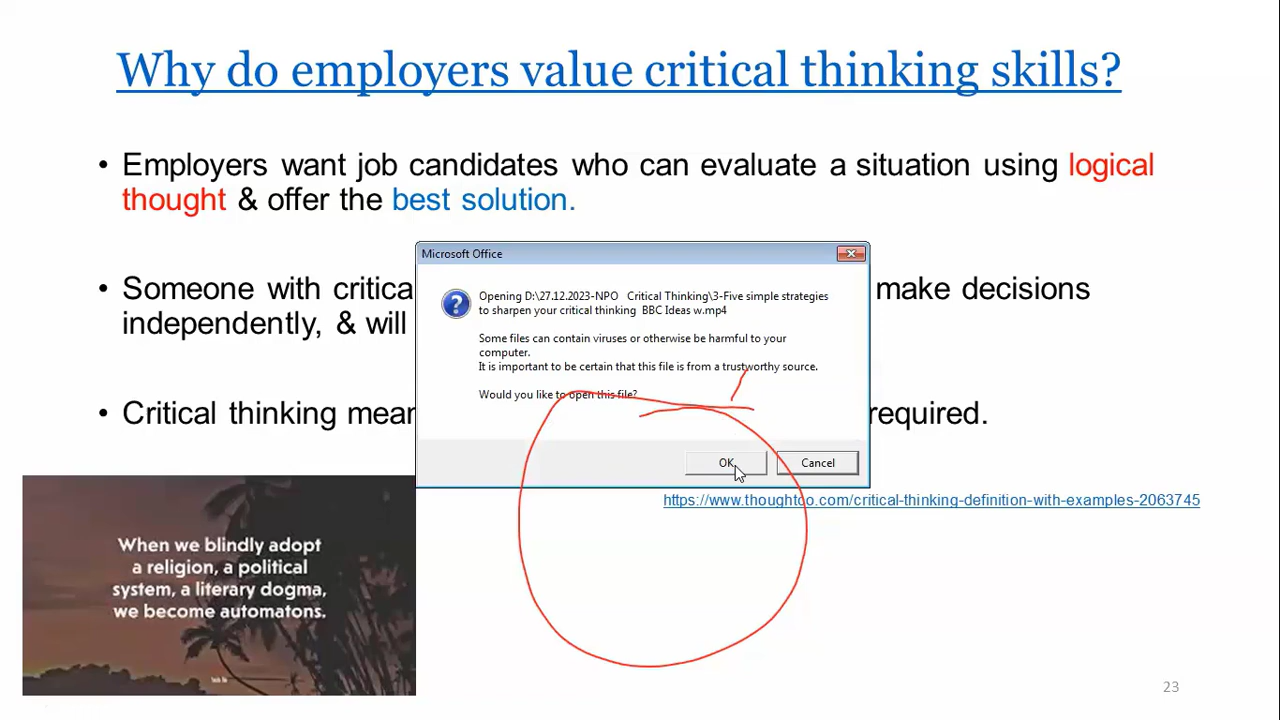 Why do employers value critical thinking skills?
• Employers want job candidates who can evaluate a situation using logical
thought & offer the best solution.
Microsoft Office
Opening D:\27.12.2023-NPO Critical Thinking\3-Five simple strategies
to sharpen your critical thinking BBC Ideas w.mp4
Some files can contain viruses or otherwise be harmful to your
computer.
It is important to be certain that this file is from a trustworthy source.
Would you like to open this file?
OK Cancel
• Someone with critica make decisions
independently, & will
• Critical thinking mear required.
https://www.thoughtco.com/critical-thinking-definition-with-examples-2063745
When we blindly adopt
a religion, a political
system, a literary dogma,
we become automatons.
23